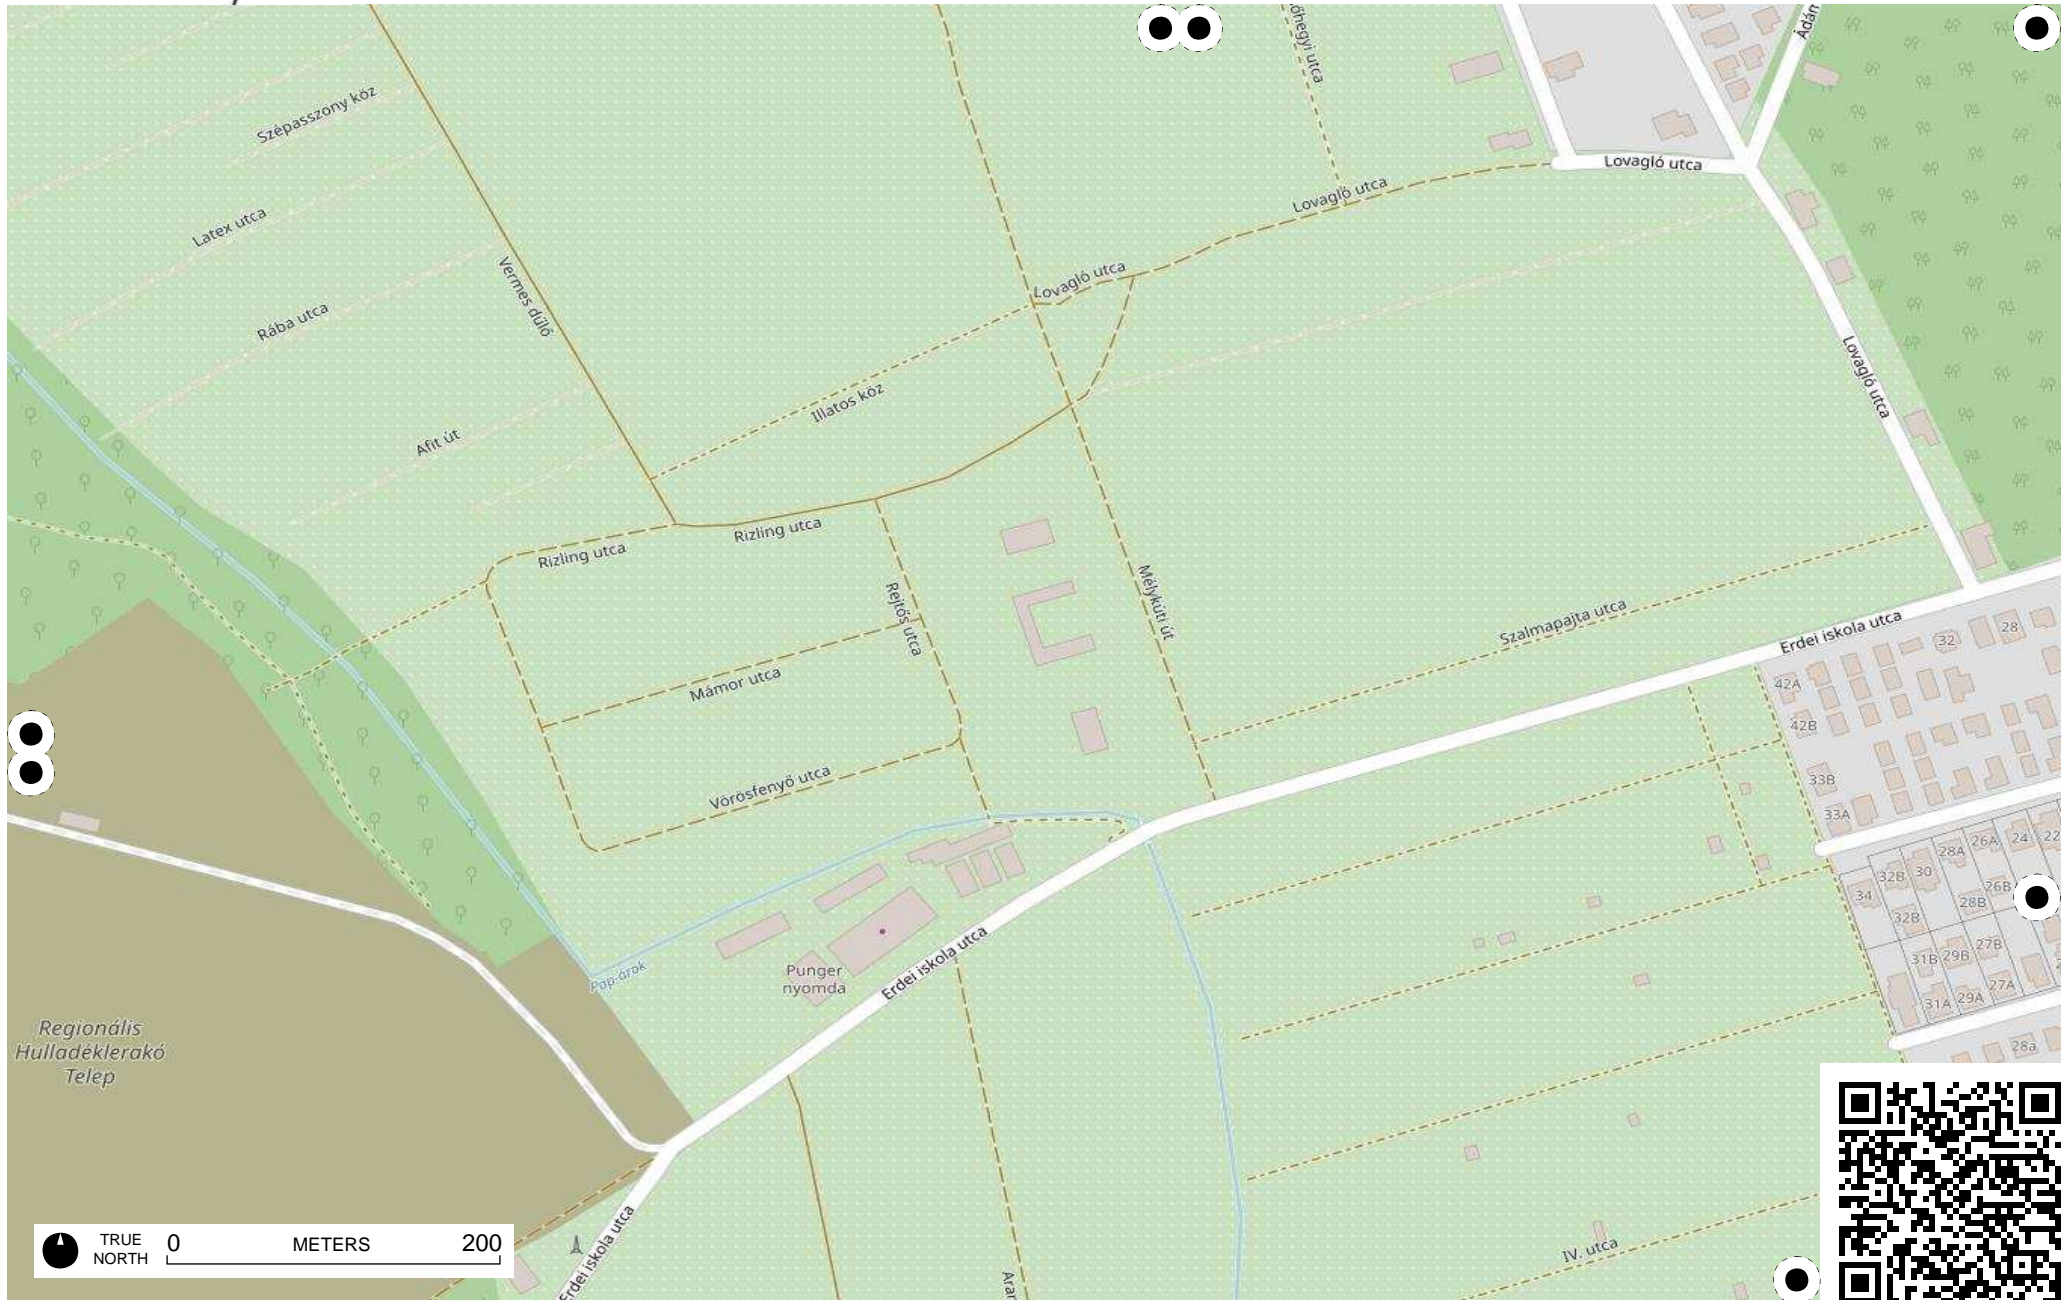 őhegyi utca
Szépasszony köz
Lovagló utca
Lovagló utca
Latex utca
Lovagló utca
Vermes dűlő
Rába utca
Lovagló utca
Illatos köz
Afit út
Rizling utca
Rizling utca
Rejtős utca
Mélykúti út
Szalmapajta utca
Erdei iskola utca
32
28
Mámor utca
42A
42B
Vörösfenyő utca
33B
33A
28A
26A
24
22
32B
30
34
26B
28B
32B
27B
31B
29B
27A
31A
29A
28a
Erdei iskola utca
Punger
nyomda
Pap-árok
Regionális
Hulladéklerakó
Telep
Erdei iskola utca
IV. utca
Aran
TRUE
NORTH
0
METERS
200